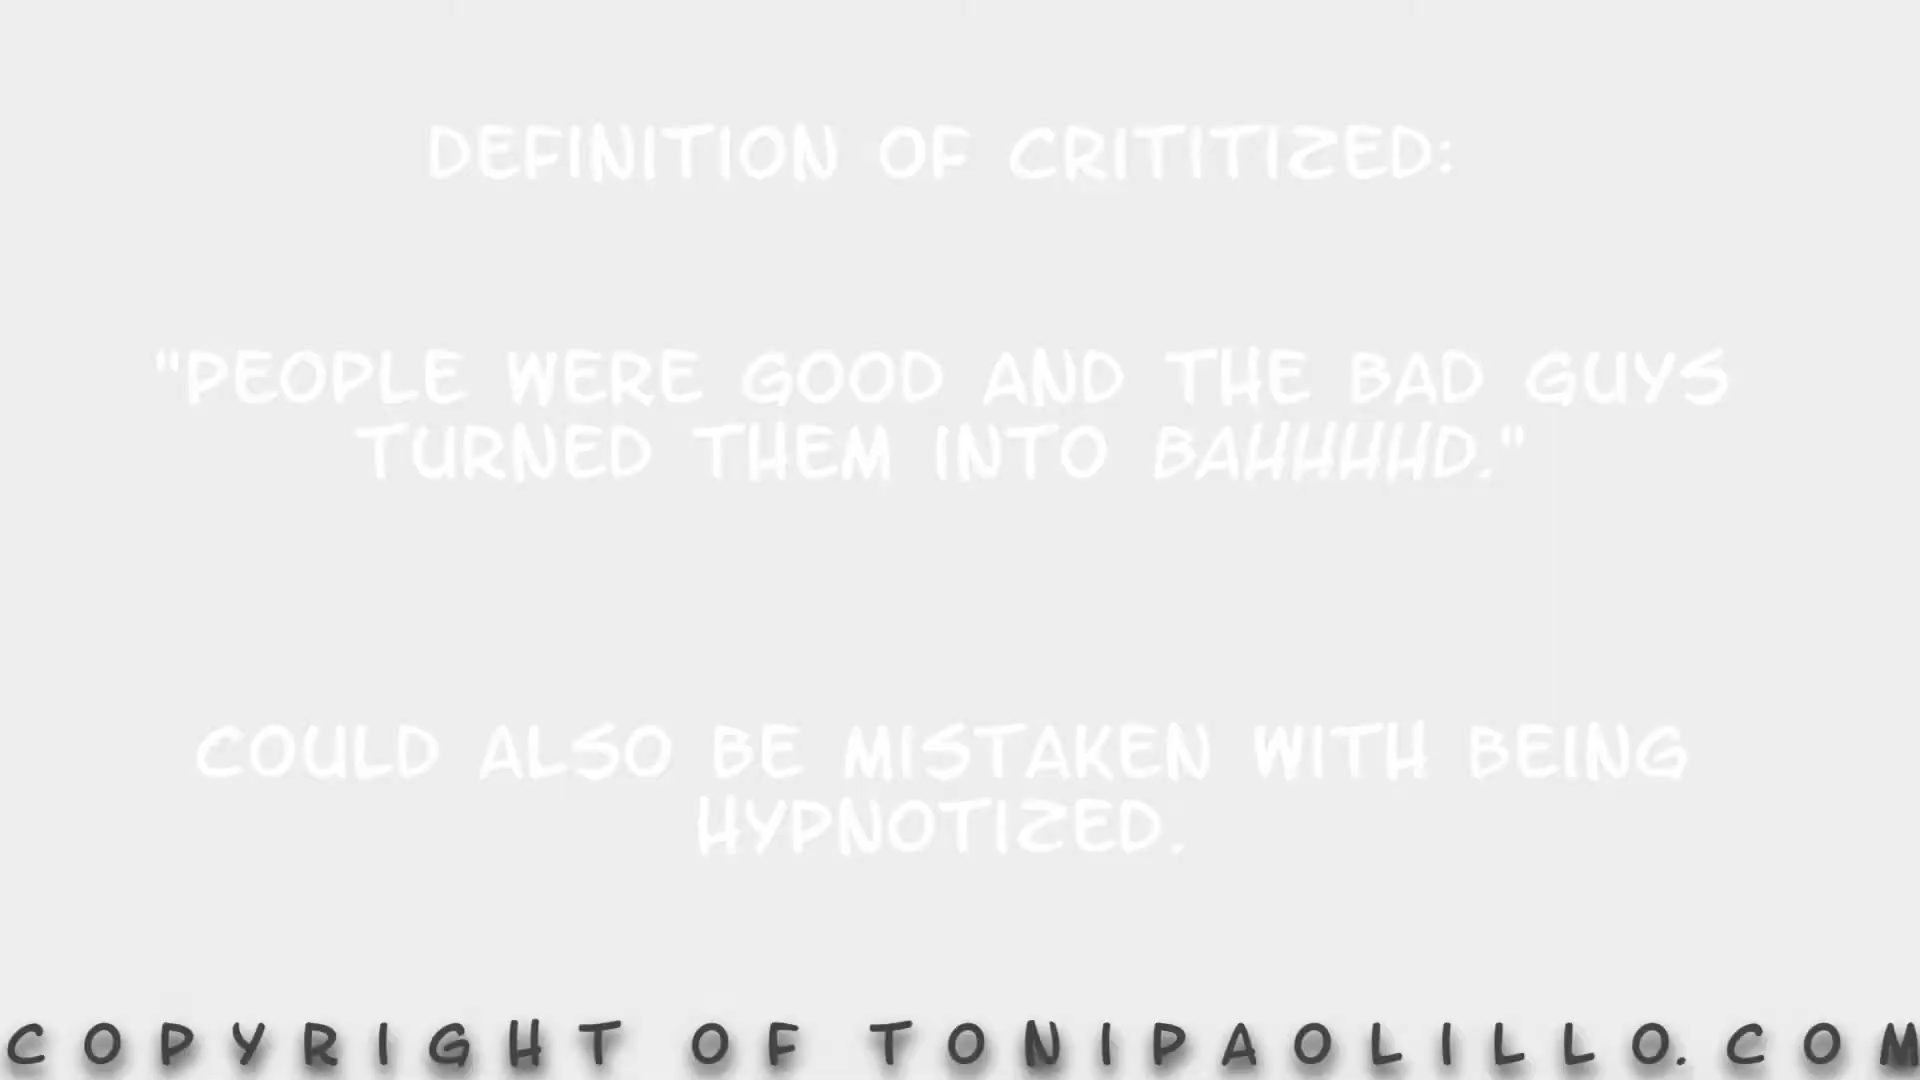 DEFINITION OF CRITITIZED:
"PEOPLE WERE GOOD AND THE BAD GUYS
TURNED THEM INTO BAHHHHD."
COULD ALSO BE MISTAKEN WITH BEING
HYPNOTIZED.
COPYRIGHT OF TONIPAOLILLO.COM